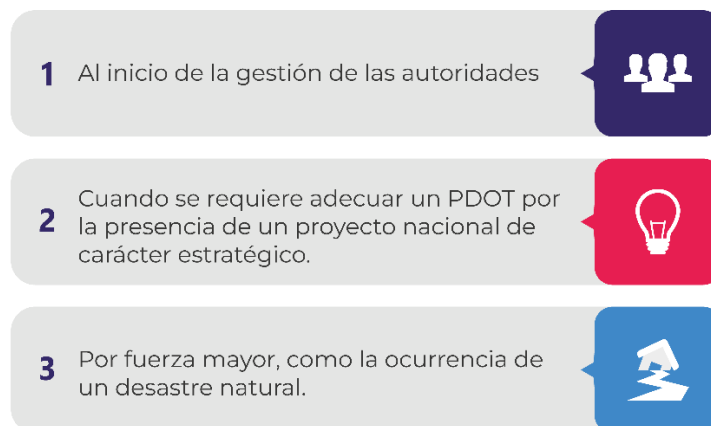 1 Al inicio de la gestión de las autoridades
2 Cuando se requiere adecuar un PDOT por
la presencia de un proyecto nacional de
carácter estratégico.
3 Por fuerza mayor, como la ocurrencia de
un desastre natural.